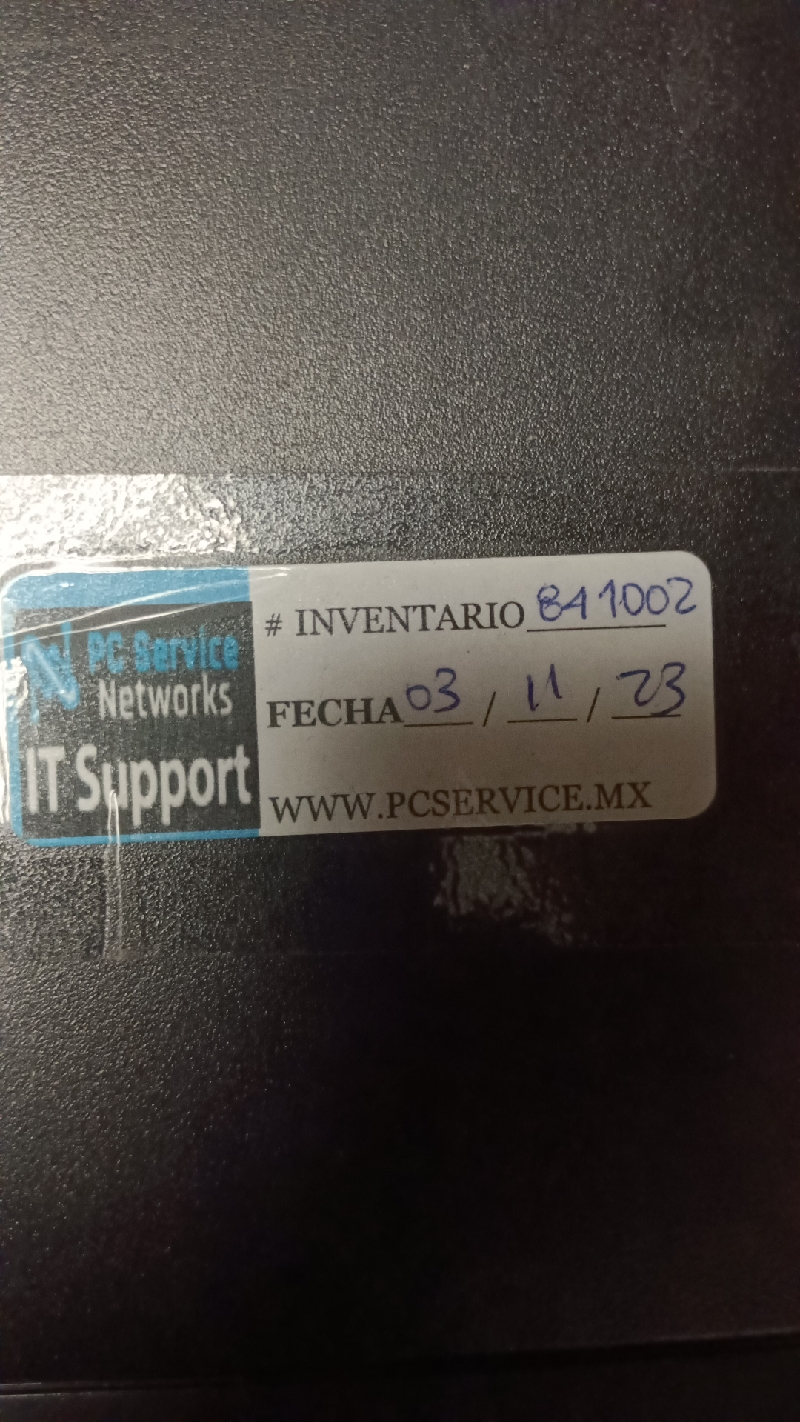 PC Service
Networks
IT Support
# INVENTARIO 841002
FECHA 03 / 11 / 23
WWW.PCSERVICE.MX